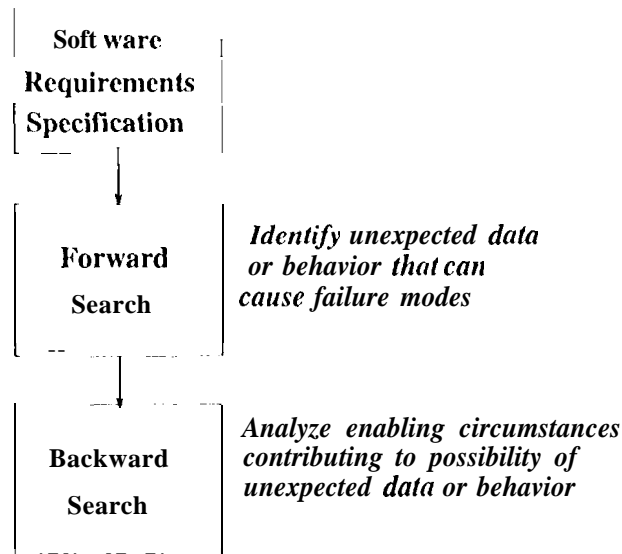 Soft ware
Requirements
Specification
Forward
Search
Identify unexpected data
or behavior that can
cause failure modes
Backward
Search
Analyze enabling circumstances
contributing to possibility of
unexpected data or behavior